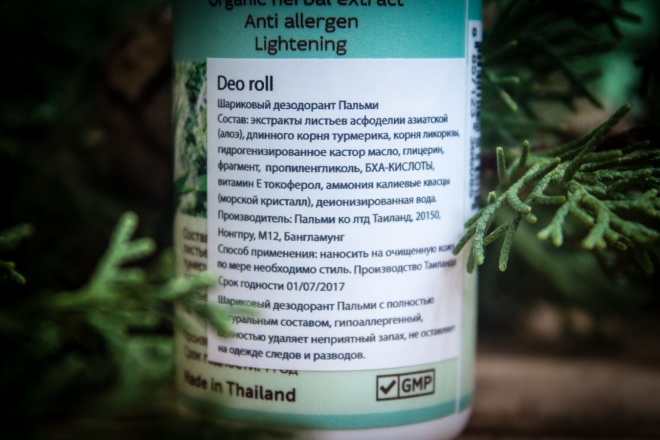 Organic herbal extract
Anti allergen
Lightening
Deo roll
Шариковый дезодорант Пальми
Состав: экстракты листьев асфоделии азиатской
(алоэ), длинного корня турмерика, корня ликоризы,
гидрогенизированное кастор масло, глицерин,
фрагмент, пропиленгликоль, БХА-КИСЛОТЫ,
витамин Е токоферол, аммония калиевые квасцы
(морской кристалл), деионизированная вода.
Производитель: Пальми ко лтд Таиланд, 20150,
Нонгпру, М12, Бангламунг
Способ применения: наносить на очищенную кожу
по мере необходимо стиль. Производство Таиланд
Срок годности 01/07/2017
Шариковый дезодорант Пальми с полностью
натуральным составом, гипоаллергенный,
полностью удаляет неприятный запах, не оставляет
на одежде следов и разводов.
Made in Thailand
GMP